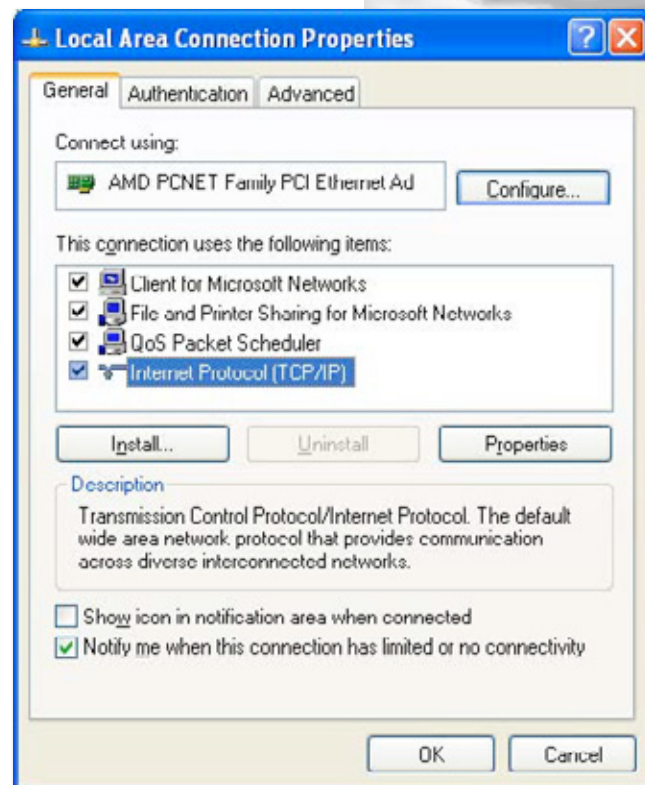 Local Area Connection Properties
General Authentication Advanced
Connect using:
AMD PCNET Family PCI Ethernet Ad
Configure...
This connection uses the following items:
Client for Microsoft Networks
File and Printer Sharing for Microsoft Networks
QoS Packet Scheduler
Internet Protocol (TCP/IP)
Install... Uninstall Properties
Description
Transmission Control Protocol/Internet Protocol. The default
wide area network protocol that provides communication
across diverse interconnected networks.
Show icon in notification area when connected
Notify me when this connection has limited or no connectivity
OK Cancel